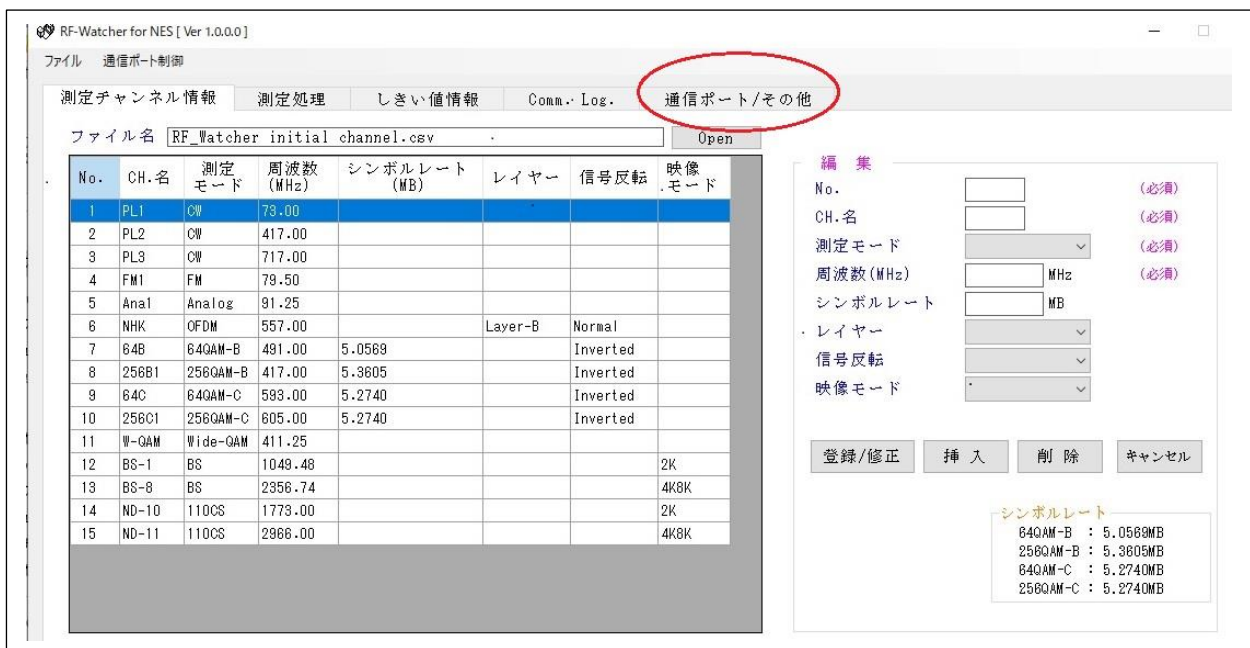 RF-Watcher for NES [ Ver 1.0.0.0 ]
ファイル 通信ポート制御
測定チャンネル情報 測定処理 しきい値情報 Comm. Log. 通信ポート/その他
ファイル名 RF_Watcher initial channel.csv Open
No. CH.名 測定モード 周波数(MHz) シンボルレート(MB) レイヤー 信号反転 映像モード
1 PL1 CW 73.00
2 PL2 CW 417.00
3 PL3 CW 717.00
4 FM1 FM 79.50
5 Ana1 Analog 91.25
6 NHK OFDM 557.00 Layer-B Normal
7 64B 64QAM-B 491.00 5.0569 Inverted
8 256B1 256QAM-B 417.00 5.3605 Inverted
9 64C 64QAM-C 593.00 5.2740 Inverted
10 256C1 256QAM-C 605.00 5.2740 Inverted
11 W-QAM Wide-QAM 411.25
12 BS-1 BS 1049.48 2K
13 BS-8 BS 2356.74 4K8K
14 ND-10 110CS 1773.00 2K
15 ND-11 110CS 2966.00 4K8K
編 集
No. (必須)
CH.名 (必須)
測定モード (必須)
周波数(MHz) MHz (必須)
シンボルレート MB
レイヤー
信号反転
映像モード
登録/修正 挿 入 削 除 キャンセル
シンボルレート
64QAM-B : 5.0569MB
256QAM-B : 5.3605MB
64QAM-C : 5.2740MB
256QAM-C : 5.2740MB